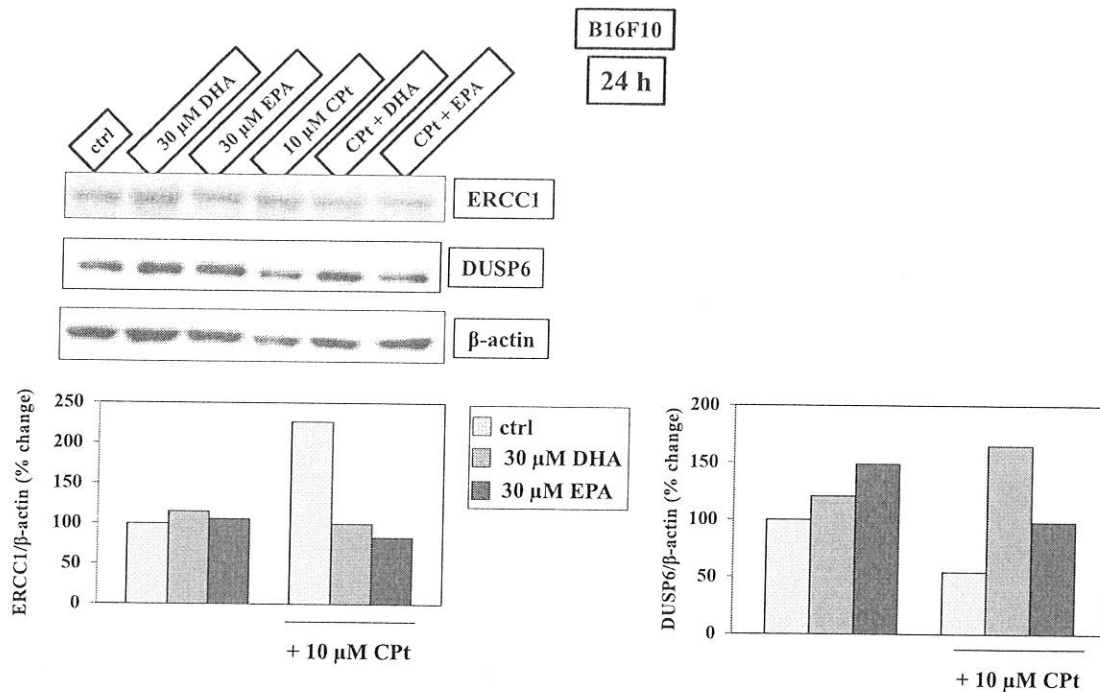 B16F10
24 h
ctrl
30 µM DHA
30 µM EPA
10 µM CPt
CPt + DHA
CPt + EPA
ERCC1
DUSP6
β-actin
ERCC1/β-actin (% change)
250
200
150
100
50
0
+ 10 µM CPt
ctrl
30 µM DHA
30 µM EPA
DUSP6/β-actin (% change)
200
150
100
50
0
+ 10 µM CPt